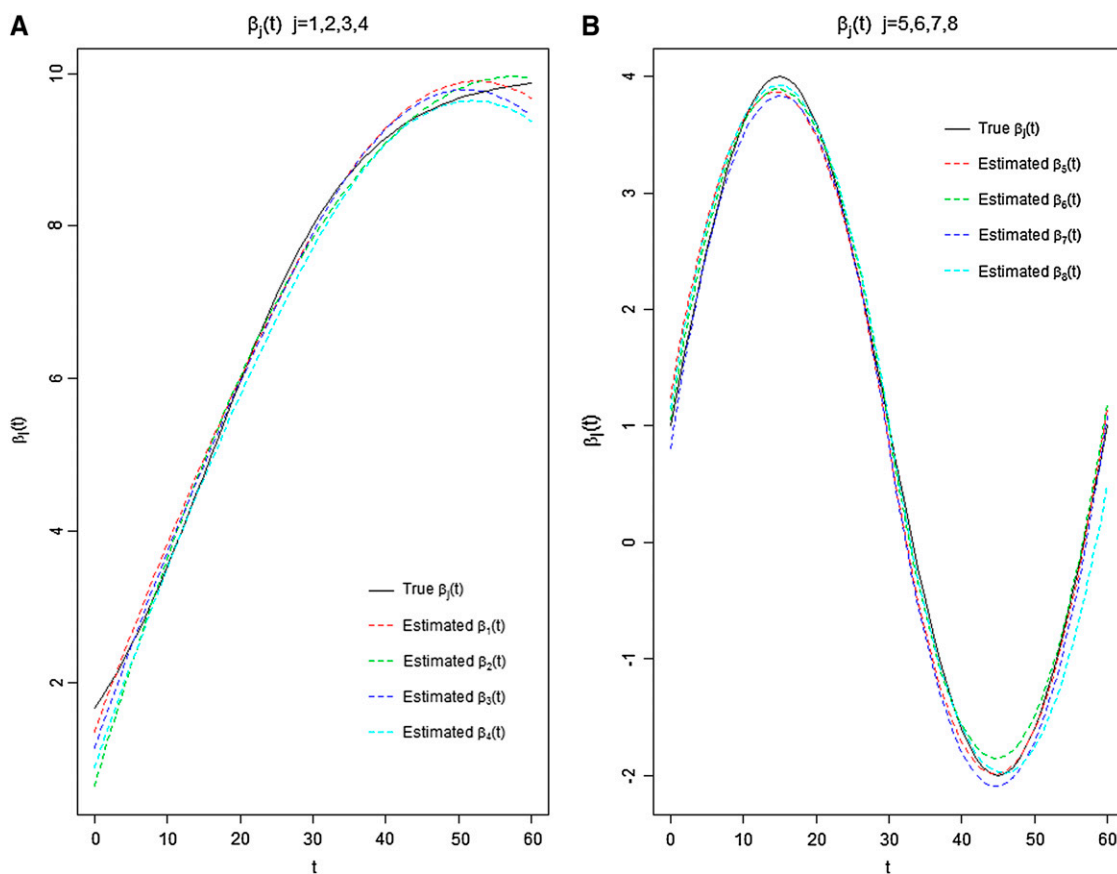 A
βj(t) j=1,2,3,4
10
8
6
4
2
βl(t)
0 10 20 30 40 50 60
t
True βj(t)
Estimated β1(t)
Estimated β2(t)
Estimated β3(t)
Estimated β4(t)
B
βj(t) j=5,6,7,8
4
3
2
1
0
-1
-2
βl(t)
0 10 20 30 40 50 60
t
True βj(t)
Estimated β5(t)
Estimated β6(t)
Estimated β7(t)
Estimated β8(t)